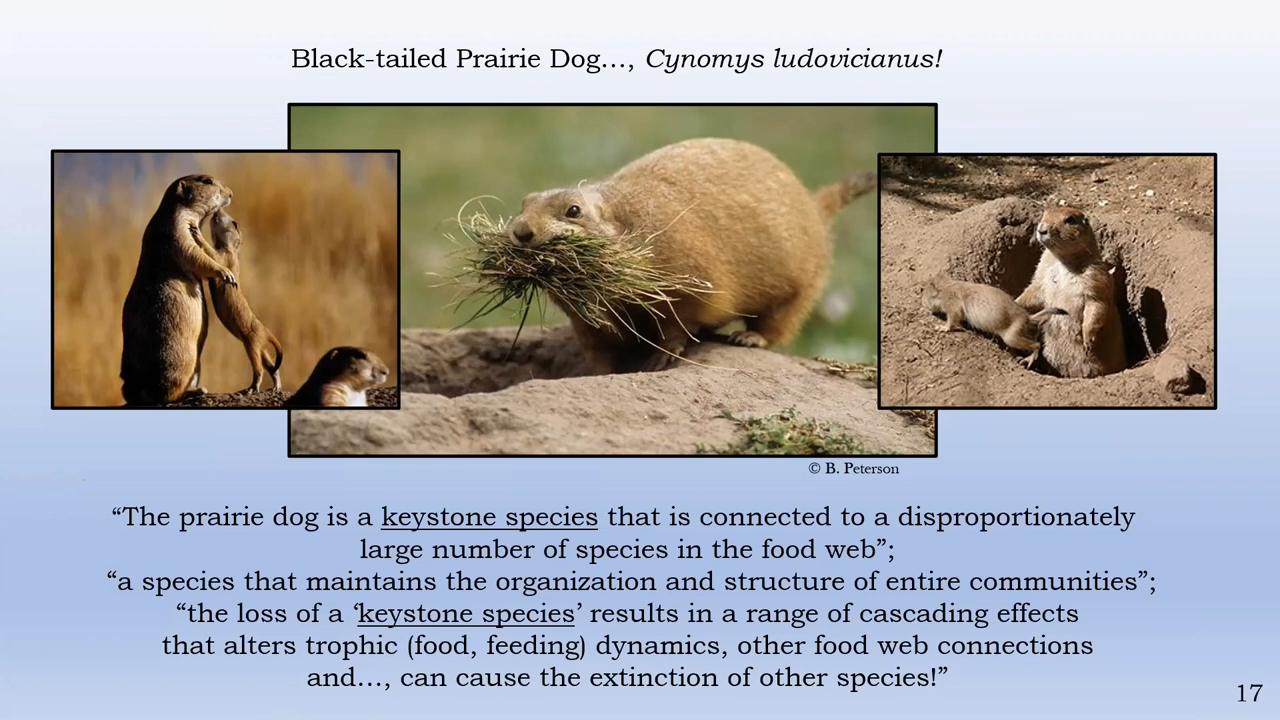 Black-tailed Prairie Dog…, Cynomys ludovicianus!
© B. Peterson
“The prairie dog is a keystone species that is connected to a disproportionately
large number of species in the food web”;
“a species that maintains the organization and structure of entire communities”;
“the loss of a ‘keystone species’ results in a range of cascading effects
that alters trophic (food, feeding) dynamics, other food web connections
and…, can cause the extinction of other species!”
17